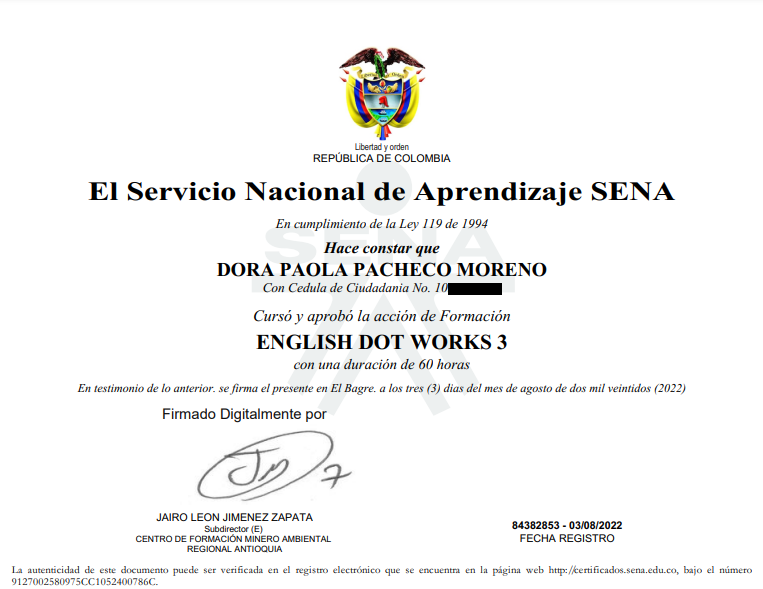 Libertad y orden
REPÚBLICA DE COLOMBIA
El Servicio Nacional de Aprendizaje SENA
En cumplimiento de la Ley 119 de 1994
SENA
Hace constar que
DORA PAOLA PACHECO MORENO
Con Cedula de Ciudadania No. 10
Cursó y aprobó la acción de Formación
ENGLISH DOT WORKS 3
con una duración de 60 horas
En testimonio de lo anterior. se firma el presente en El Bagre. a los tres (3) dias del mes de agosto de dos mil veintidos (2022)
Firmado Digitalmente por
JAIRO LEON JIMENEZ ZAPATA
Subdirector (E)
CENTRO DE FORMACIÓN MINERO AMBIENTAL
REGIONAL ANTIOQUIA
84382853 - 03/08/2022
FECHA REGISTRO
La autenticidad de este documento puede ser verificada en el registro electrónico que se encuentra en la página web http://certificados.sena.edu.co, bajo el número
9127002580975CC1052400786C.